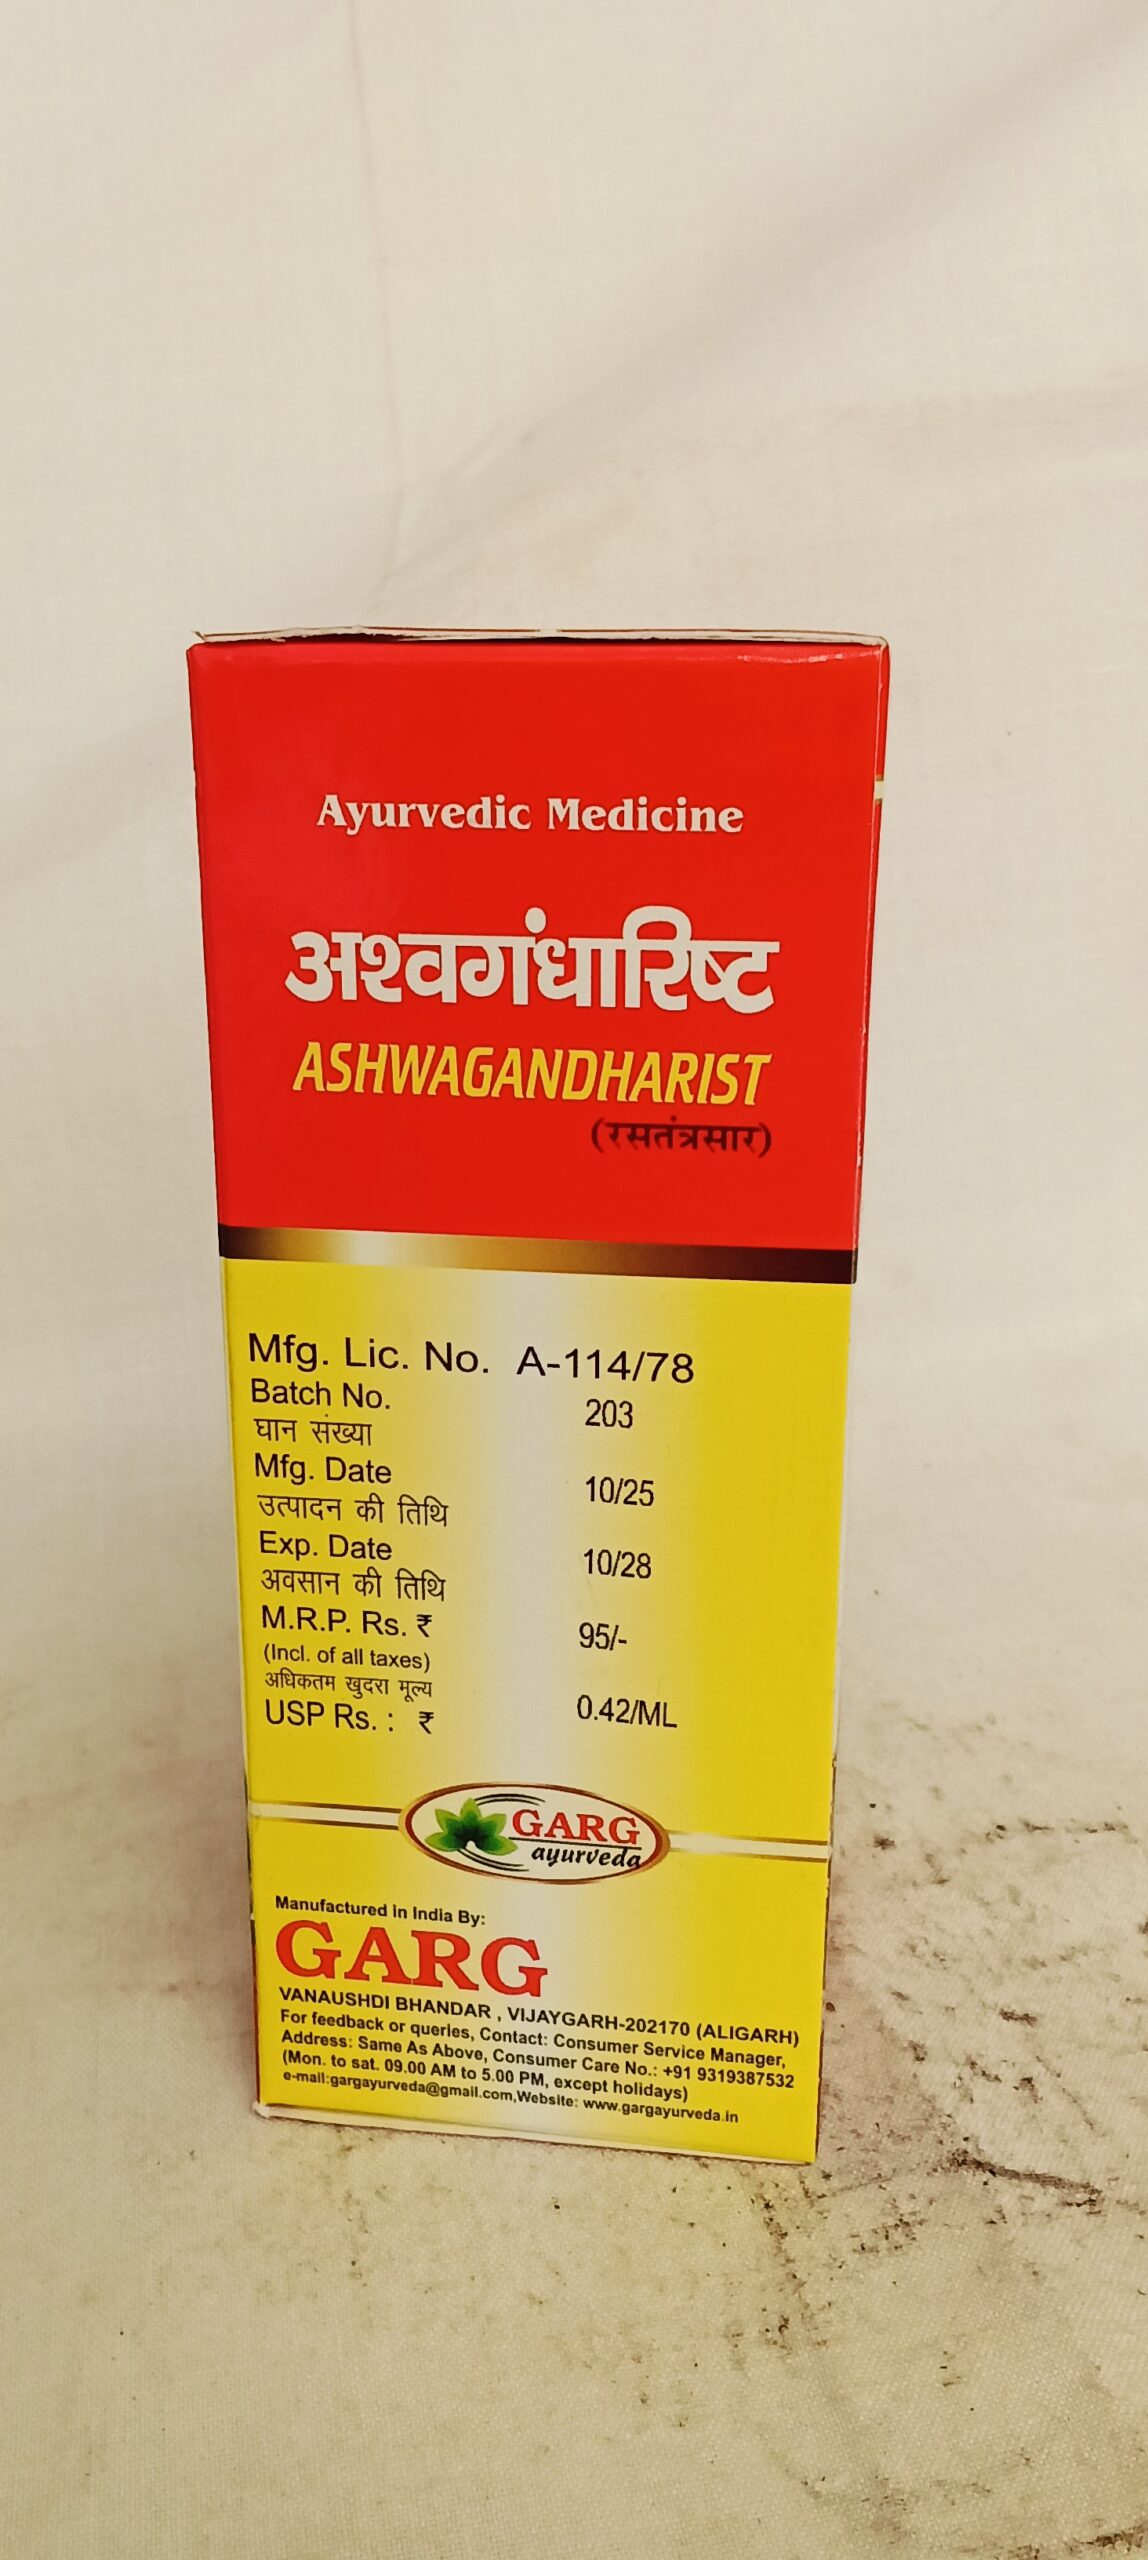 Ayurvedic Medicine
अश्वगंधारिष्ट
ASHWAGANDHARIST
(रसतंत्रसार)
Mfg. Lic. No. A-114/78
Batch No. 203
घान संख्या
Mfg. Date 10/25
उत्पादन की तिथि
Exp. Date 10/28
अवसान की तिथि
M.R.P. Rs. ₹ 95/-
(Incl. of all taxes)
अधिकतम खुदरा मूल्य
USP Rs. : ₹ 0.42/ML
GARG
ayurveda
Manufactured in India By:
GARG
VANAUSHDI BHANDAR , VIJAYGARH-202170 (ALIGARH)
For feedback or queries, Contact: Consumer Service Manager,
Address: Same As Above, Consumer Care No.: +91 9319387532
(Mon. to sat. 09.00 AM to 5.00 PM, except holidays)
e-mail:gargayurveda@gmail.com,Website: www.gargayurveda.in